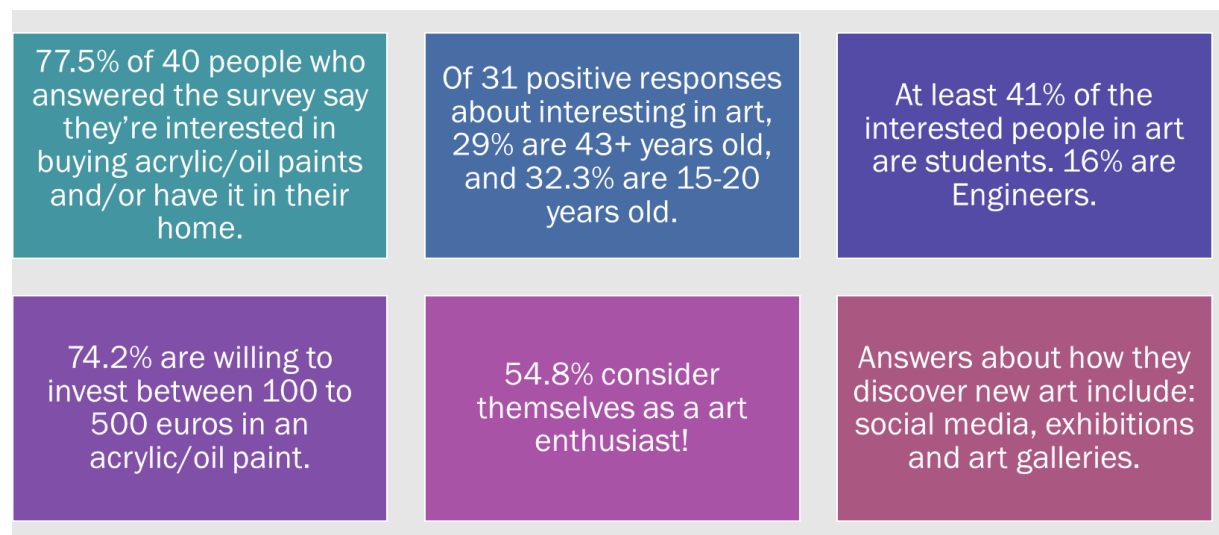 77.5% of 40 people who
answered the survey say
they’re interested in
buying acrylic/oil paints
and/or have it in their
home.
Of 31 positive responses
about interesting in art,
29% are 43+ years old,
and 32.3% are 15-20
years old.
At least 41% of the
interested people in art
are students. 16% are
Engineers.
74.2% are willing to
invest between 100 to
500 euros in an
acrylic/oil paint.
54.8% consider
themselves as a art
enthusiast!
Answers about how they
discover new art include:
social media, exhibitions
and art galleries.